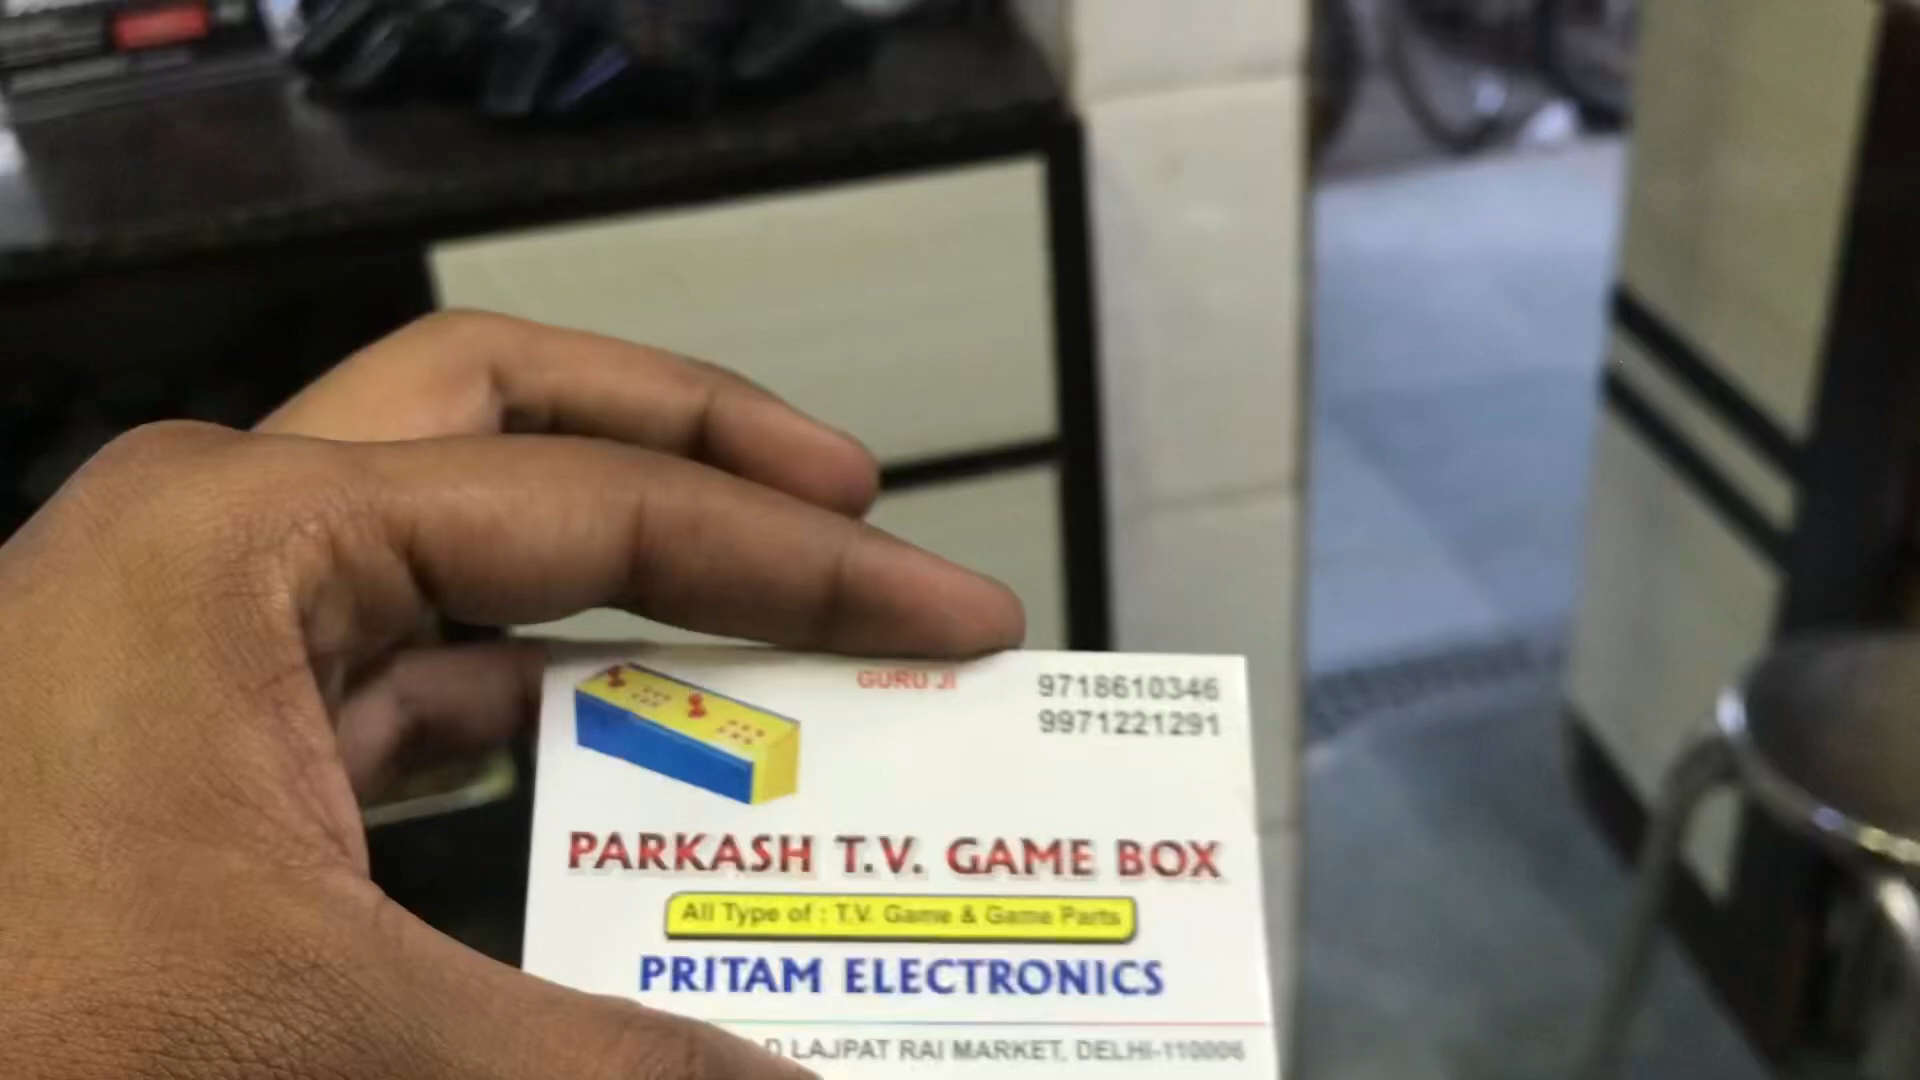 GURU JI
9718610346
9971221291
PARKASH T.V. GAME BOX
All Type of : T.V. Game & Game Parts
PRITAM ELECTRONICS
LAJPAT RAI MARKET, DELHI-110006